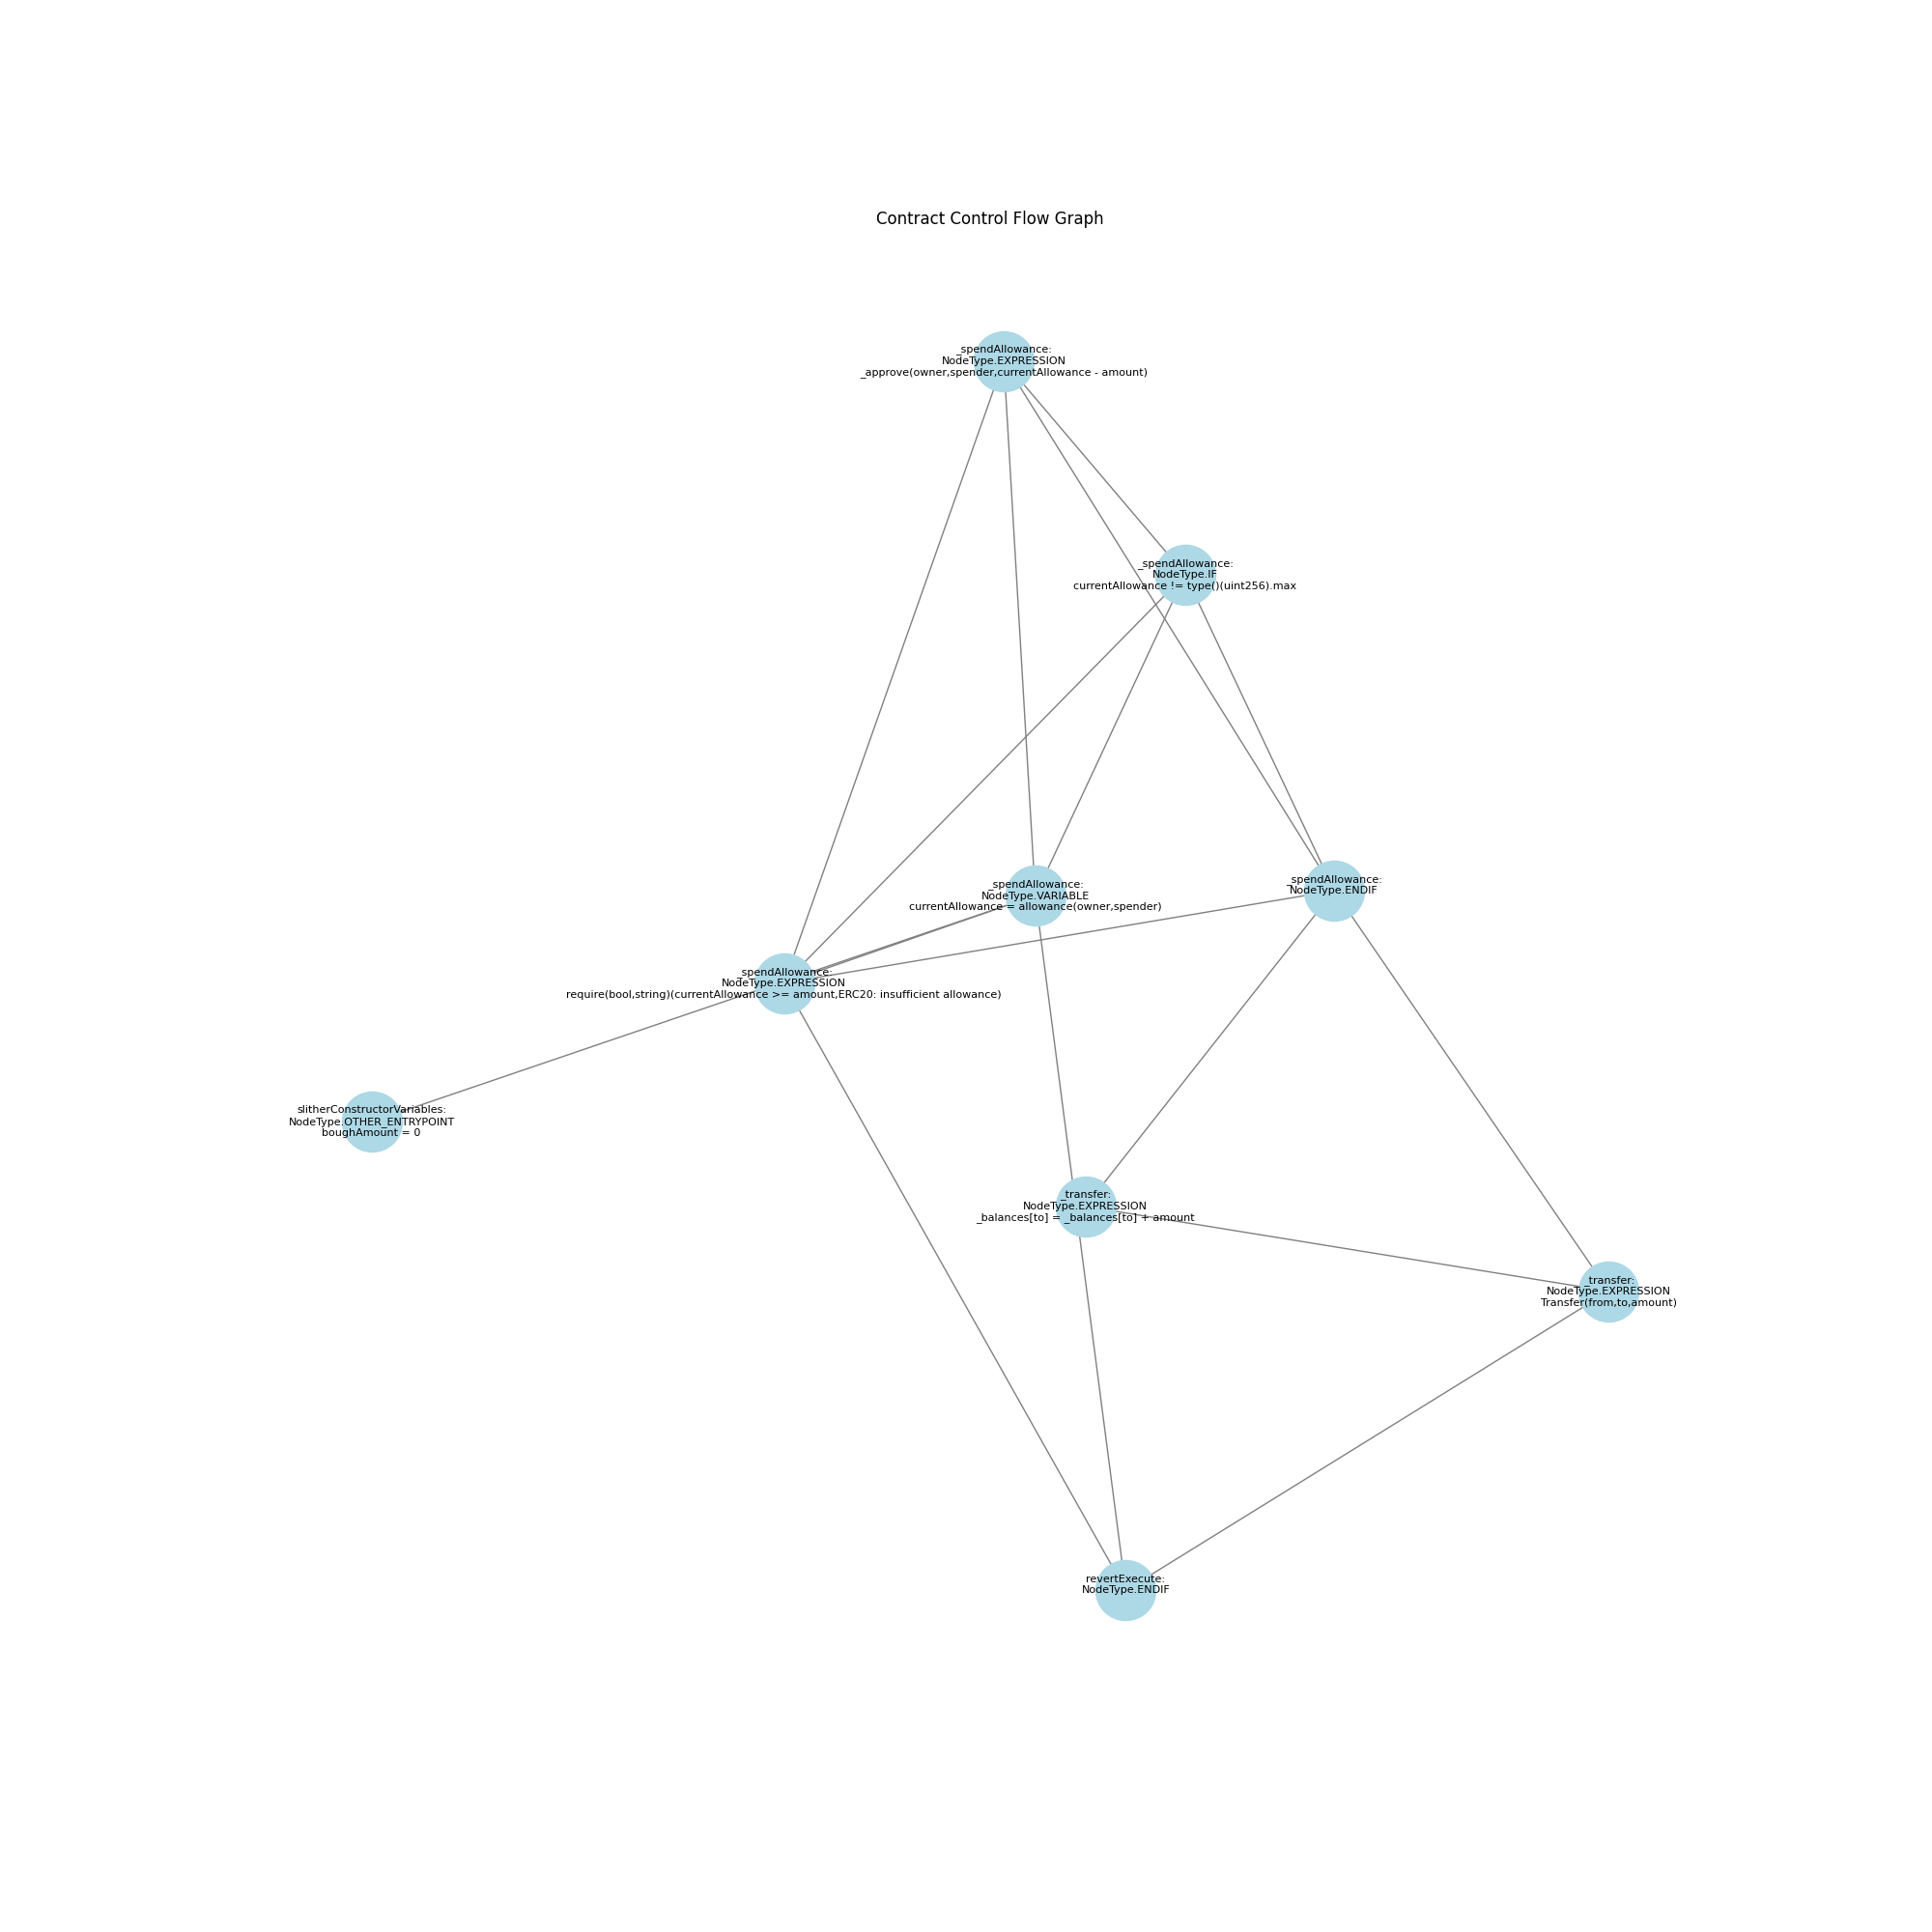 Contract Control Flow Graph
_spendAllowance:
NodeType.EXPRESSION
_approve(owner,spender,currentAllowance - amount)
_spendAllowance:
NodeType.IF
currentAllowance != type()(uint256).max
_spendAllowance:
NodeType.VARIABLE
currentAllowance = allowance(owner,spender)
_spendAllowance:
NodeType.ENDIF
_spendAllowance:
NodeType.EXPRESSION
require(bool,string)(currentAllowance >= amount,ERC20: insufficient allowance)
slitherConstructorVariables:
NodeType.OTHER_ENTRYPOINT
boughAmount = 0
_transfer:
NodeType.EXPRESSION
_balances[to] = _balances[to] + amount
_transfer:
NodeType.EXPRESSION
Transfer(from,to,amount)
revertExecute:
NodeType.ENDIF